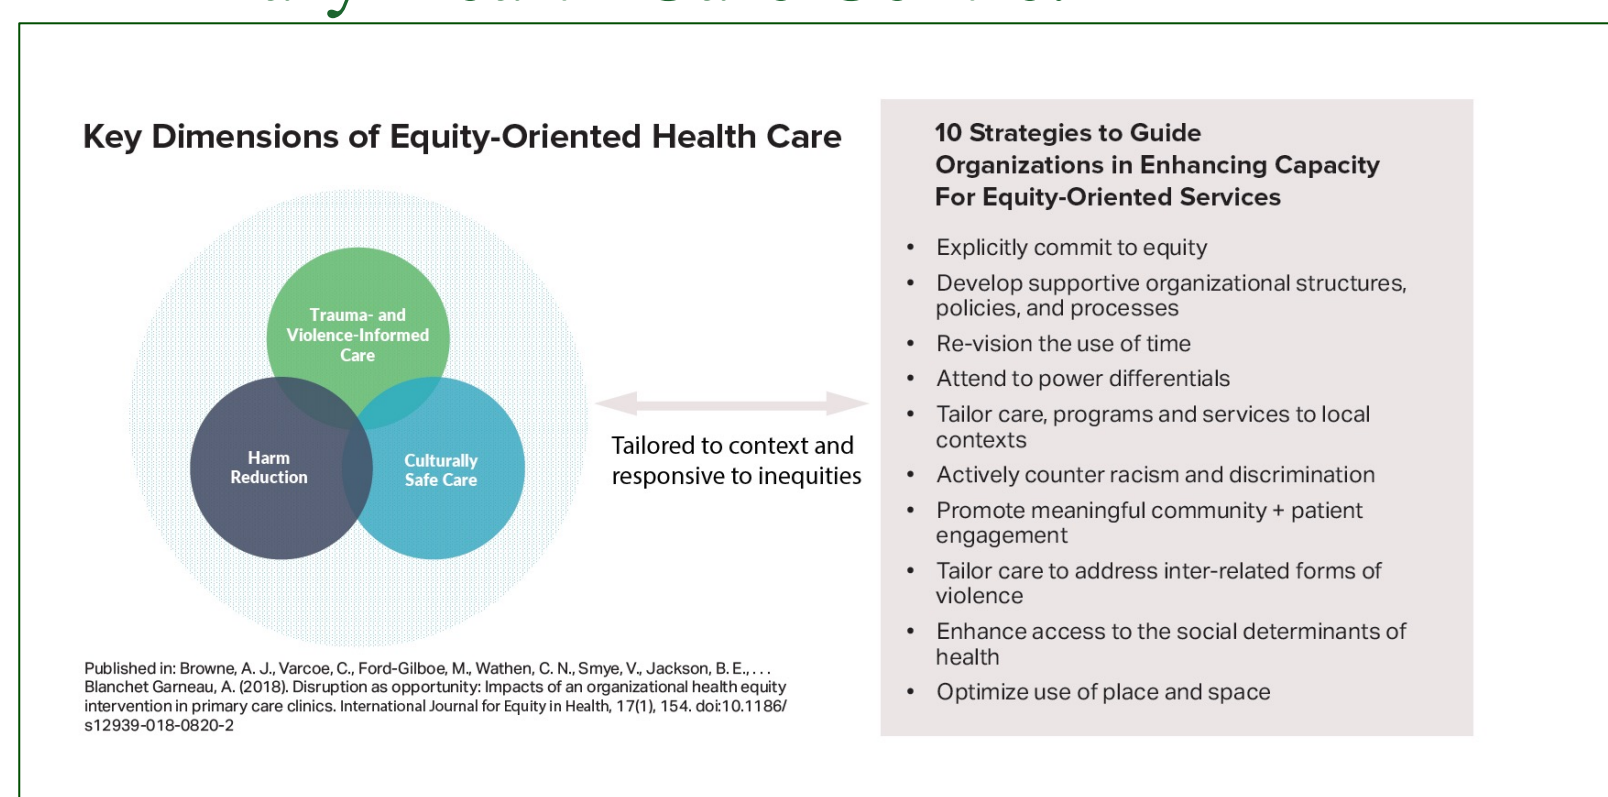 Key Dimensions of Equity-Oriented Health Care
Trauma- and
Violence-Informed
Care
Harm
Reduction
Culturally
Safe Care
Tailored to context and
responsive to inequities
Published in: Browne, A. J., Varcoe, C., Ford-Gilboe, M., Wathen, C. N., Smye, V., Jackson, B. E., . . .
Blanchet Garneau, A. (2018). Disruption as opportunity: Impacts of an organizational health equity
intervention in primary care clinics. International Journal for Equity in Health, 17(1), 154. doi:10.1186/
s12939-018-0820-2
10 Strategies to Guide
Organizations in Enhancing Capacity
For Equity-Oriented Services
• Explicitly commit to equity
• Develop supportive organizational structures,
policies, and processes
• Re-vision the use of time
• Attend to power differentials
• Tailor care, programs and services to local
contexts
• Actively counter racism and discrimination
• Promote meaningful community + patient
engagement
• Tailor care to address inter-related forms of
violence
• Enhance access to the social determinants of
health
• Optimize use of place and space